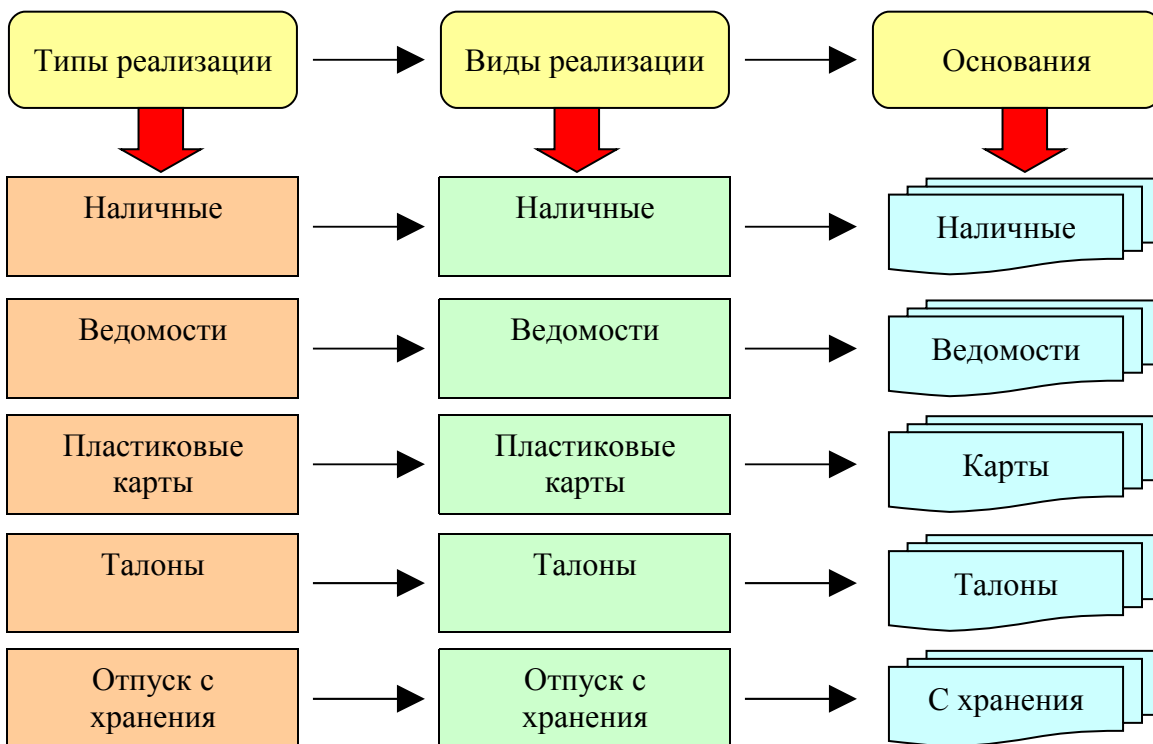 Типы реализации
Виды реализации
Основания
Наличные
Наличные
Наличные
Ведомости
Ведомости
Ведомости
Пластиковые
карты
Пластиковые
карты
Карты
Талоны
Талоны
Талоны
Отпуск с
хранения
Отпуск с
хранения
С хранения